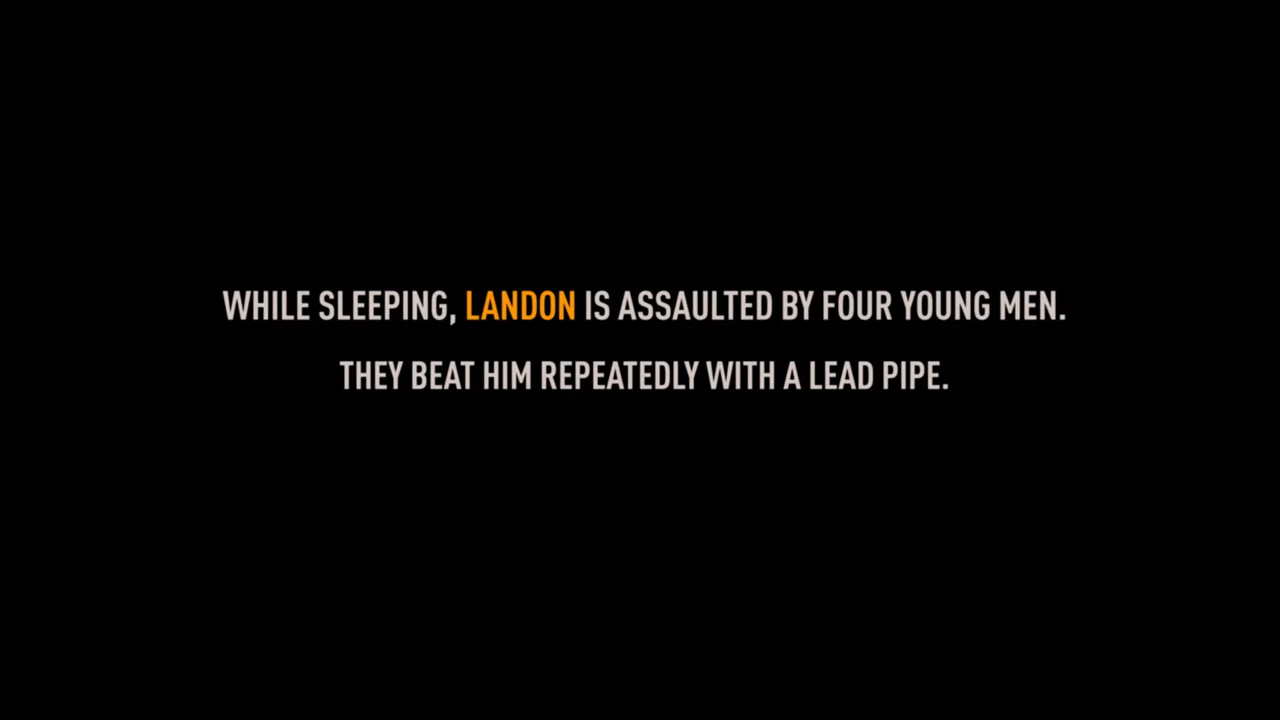 WHILE SLEEPING, LANDON IS ASSAULTED BY FOUR YOUNG MEN.
THEY BEAT HIM REPEATEDLY WITH A LEAD PIPE.